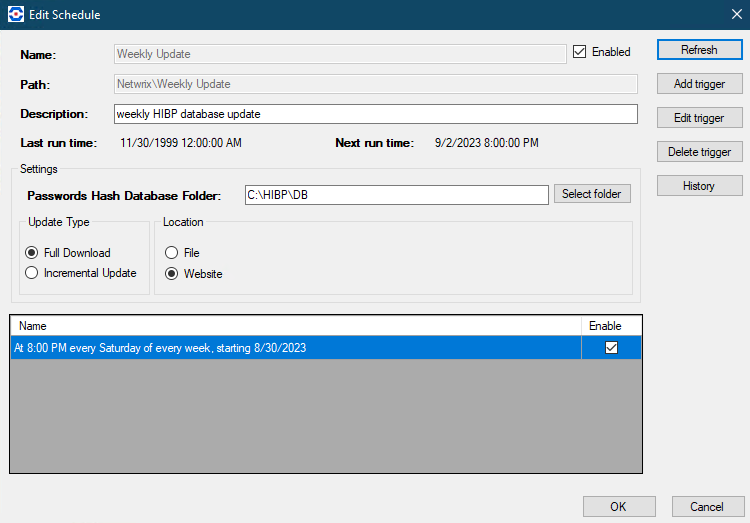 Edit Schedule
Name: Weekly Update Enabled Refresh
Path: Netwrix\Weekly Update Add trigger
Description: weekly HIBP database update Edit trigger
Last run time: 11/30/1999 12:00:00 AM Next run time: 9/2/2023 8:00:00 PM Delete trigger
Settings
History
Passwords Hash Database Folder: C:\HIBP\DB Select folder
Update Type Location
Full Download File
Incremental Update Website
Name Enable
At 8:00 PM every Saturday of every week, starting 8/30/2023
OK Cancel